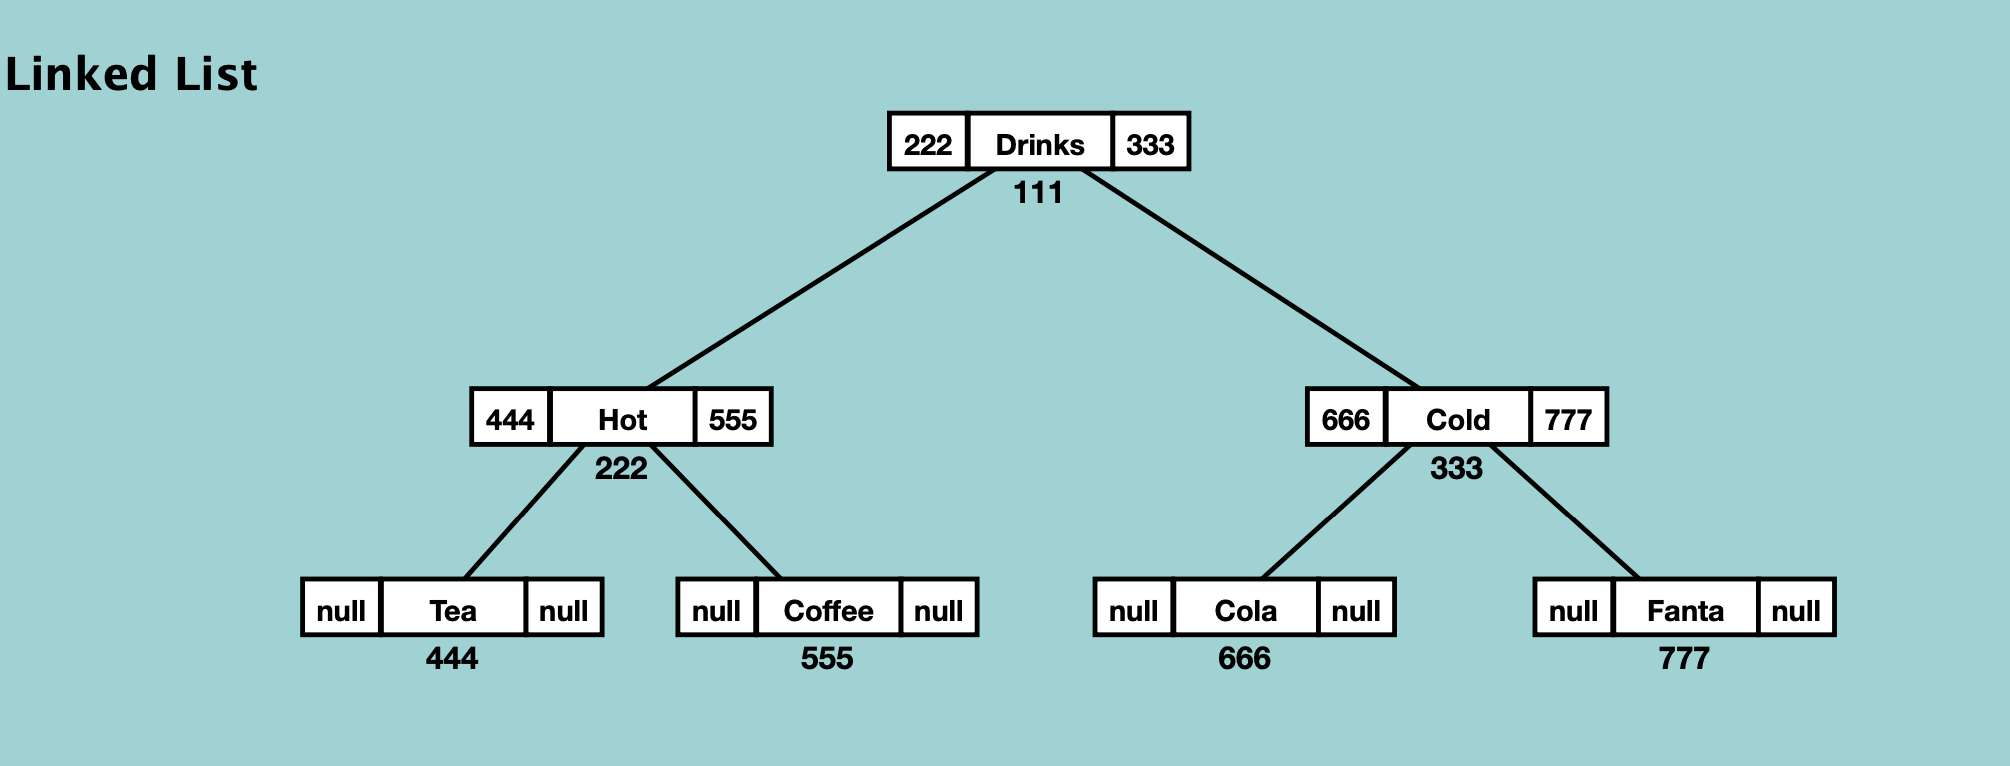 Linked List
222 Drinks 333
111
444 Hot 555
222
666 Cold 777
333
null Tea null
444
null Coffee null
555
null Cola null
666
null Fanta null
777